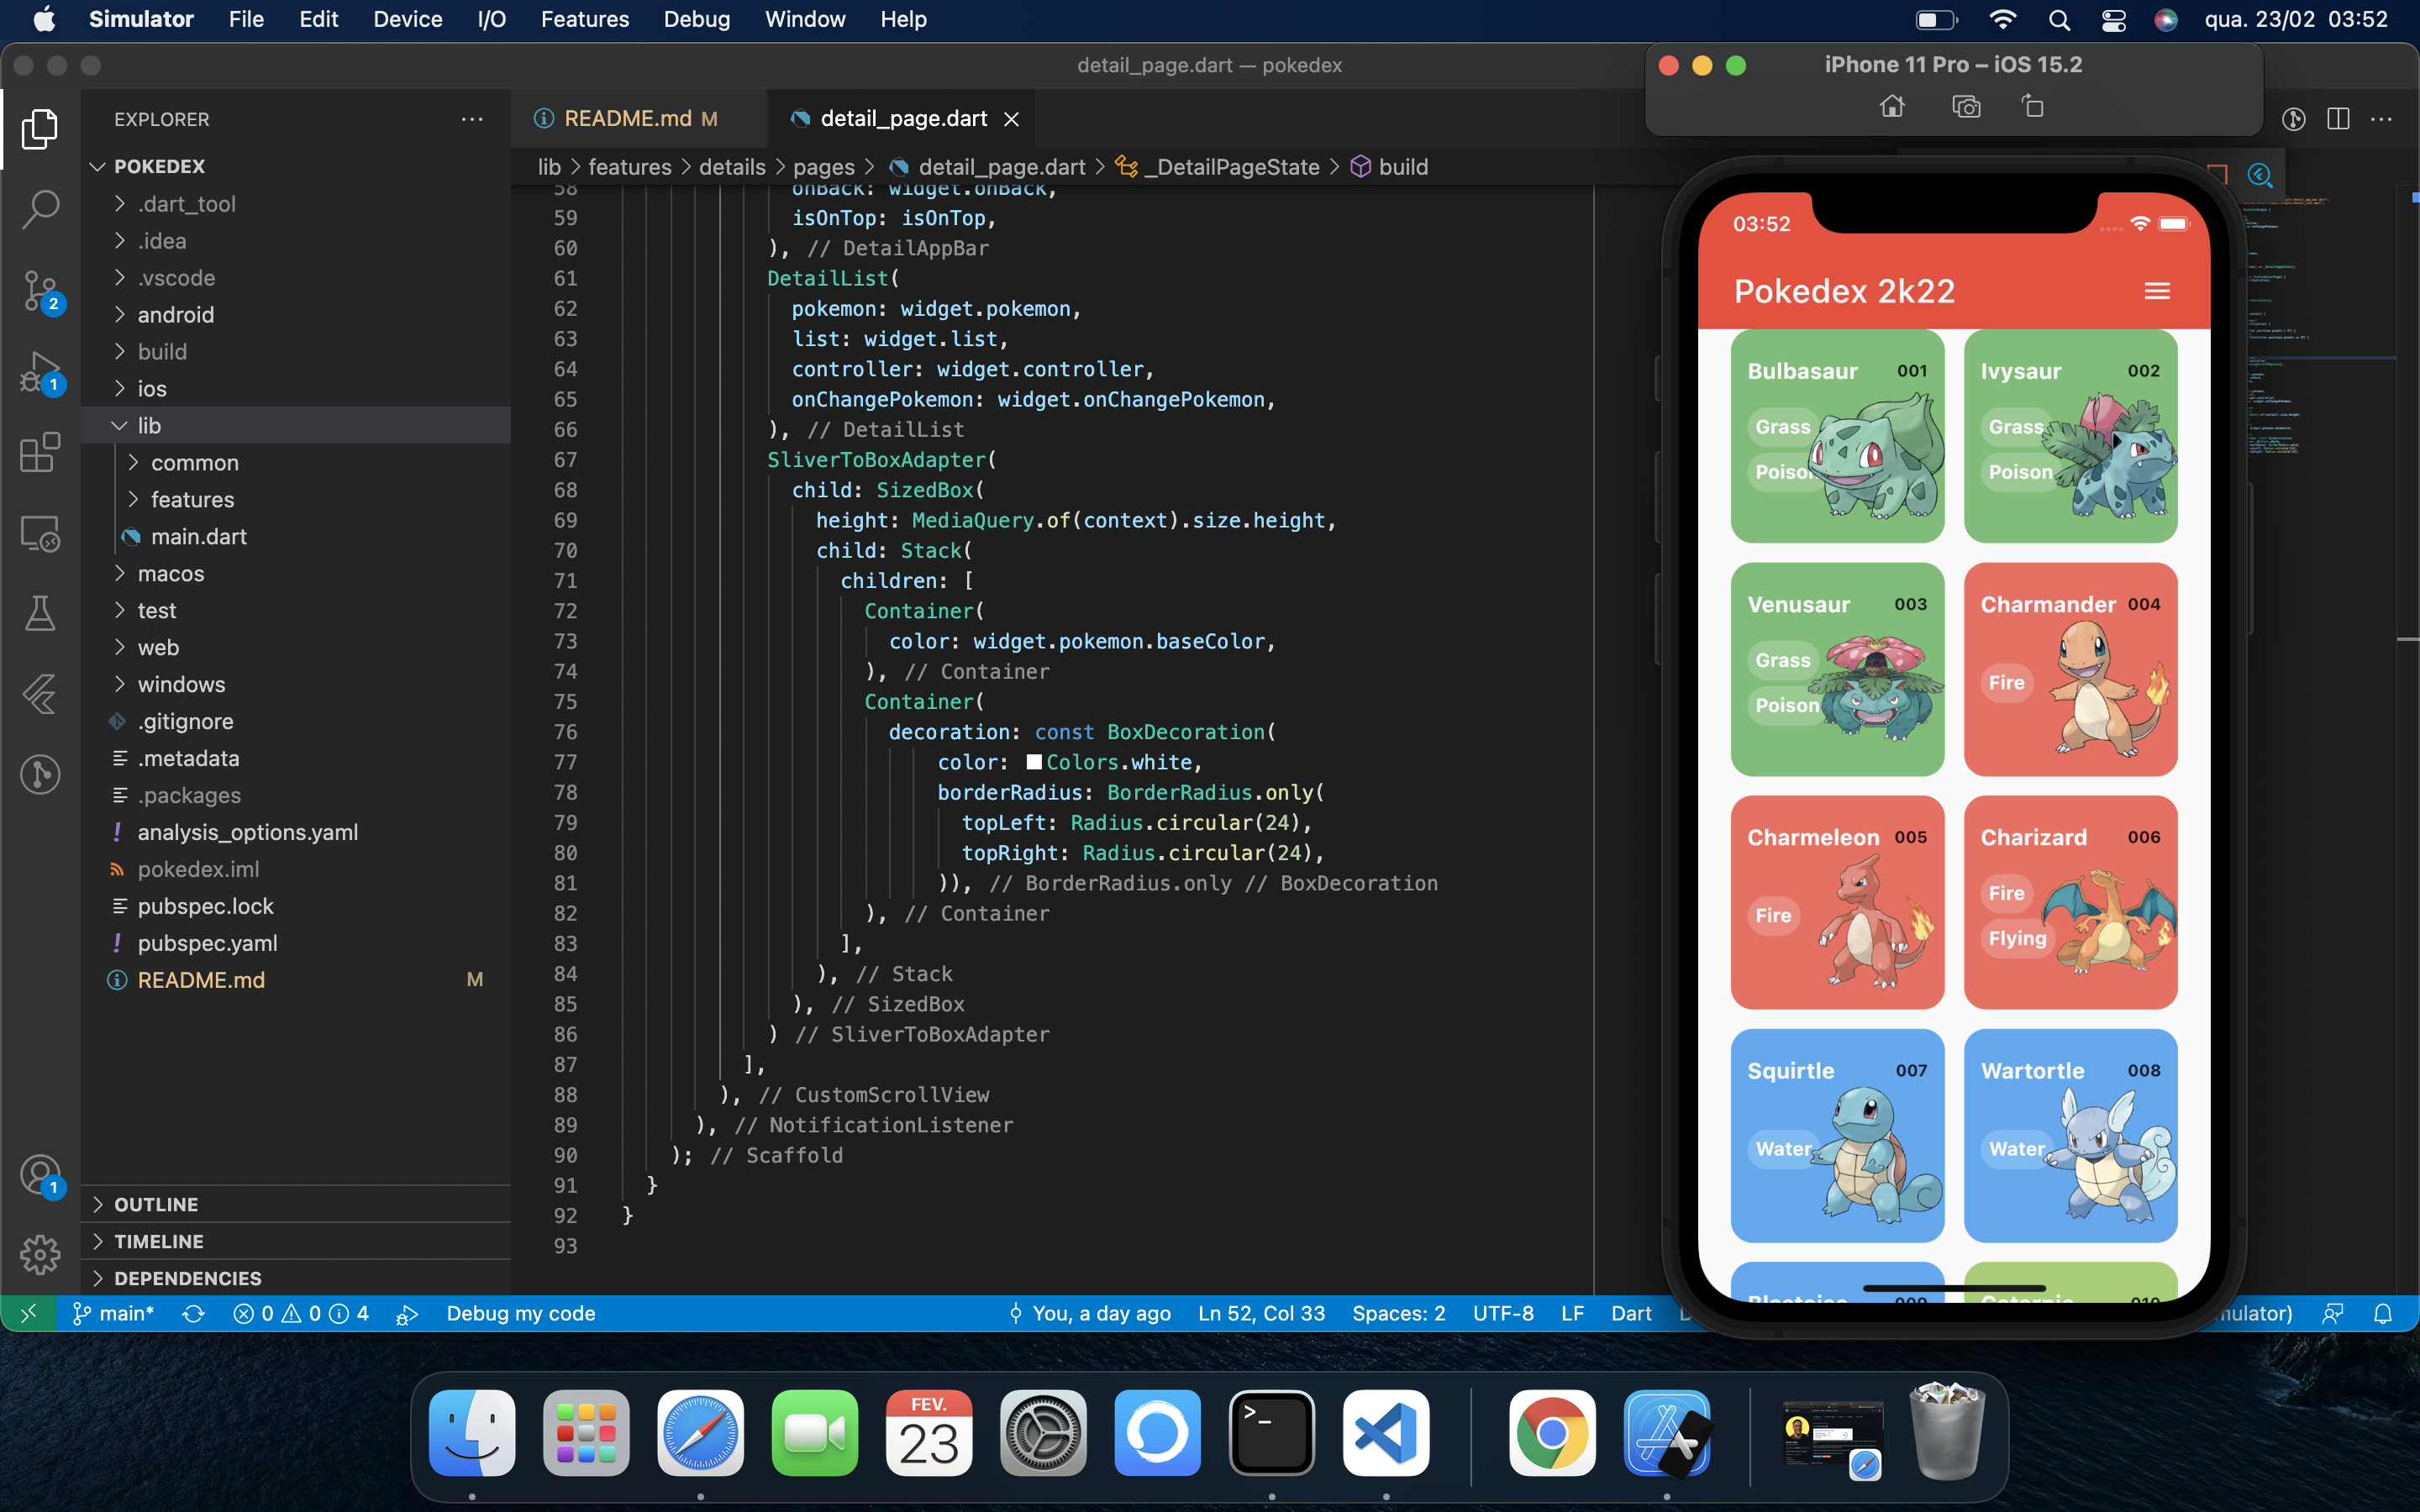 Simulator File Edit Device I/O Features Debug Window Help qua. 23/02 03:52
detail_page.dart — pokedex
iPhone 11 Pro – iOS 15.2
EXPLORER
README.md M
detail_page.dart
lib > features > details > pages > detail_page.dart > _DetailPageState > build
POKEDEX
.dart_tool
.idea
.vscode
android
build
ios
lib
common
features
main.dart
macos
test
web
windows
.gitignore
.metadata
.packages
analysis_options.yaml
pokedex.iml
pubspec.lock
pubspec.yaml
README.md M
OUTLINE
TIMELINE
DEPENDENCIES
2
1
1
58 onBack: widget.onBack,
59 isOnTop: isOnTop,
60 ), // DetailAppBar
61 DetailList(
62 pokemon: widget.pokemon,
63 list: widget.list,
64 controller: widget.controller,
65 onChangePokemon: widget.onChangePokemon,
66 ), // DetailList
67 SliverToBoxAdapter(
68 child: SizedBox(
69 height: MediaQuery.of(context).size.height,
70 child: Stack(
71 children: [
72 Container(
73 color: widget.pokemon.baseColor,
74 ), // Container
75 Container(
76 decoration: const BoxDecoration(
77 color: Colors.white,
78 borderRadius: BorderRadius.only(
79 topLeft: Radius.circular(24),
80 topRight: Radius.circular(24),
81 )), // BorderRadius.only // BoxDecoration
82 ), // Container
83 ],
84 ), // Stack
85 ), // SizedBox
86 ) // SliverToBoxAdapter
87 ],
88 ), // CustomScrollView
89 ), // NotificationListener
90 ); // Scaffold
91 }
92 }
93
03:52
Pokedex 2k22
Bulbasaur 001
Grass
Poison
Ivysaur 002
Grass
Poison
Venusaur 003
Grass
Poison
Charmander 004
Fire
Charmeleon 005
Fire
Charizard 006
Fire
Flying
Squirtle 007
Water
Wartortle 008
Water
Blastoise 009
Caterpie 010
main* 0 0 4 Debug my code You, a day ago Ln 52, Col 33 Spaces: 2 UTF-8 LF Dart
FEV.
23
>_